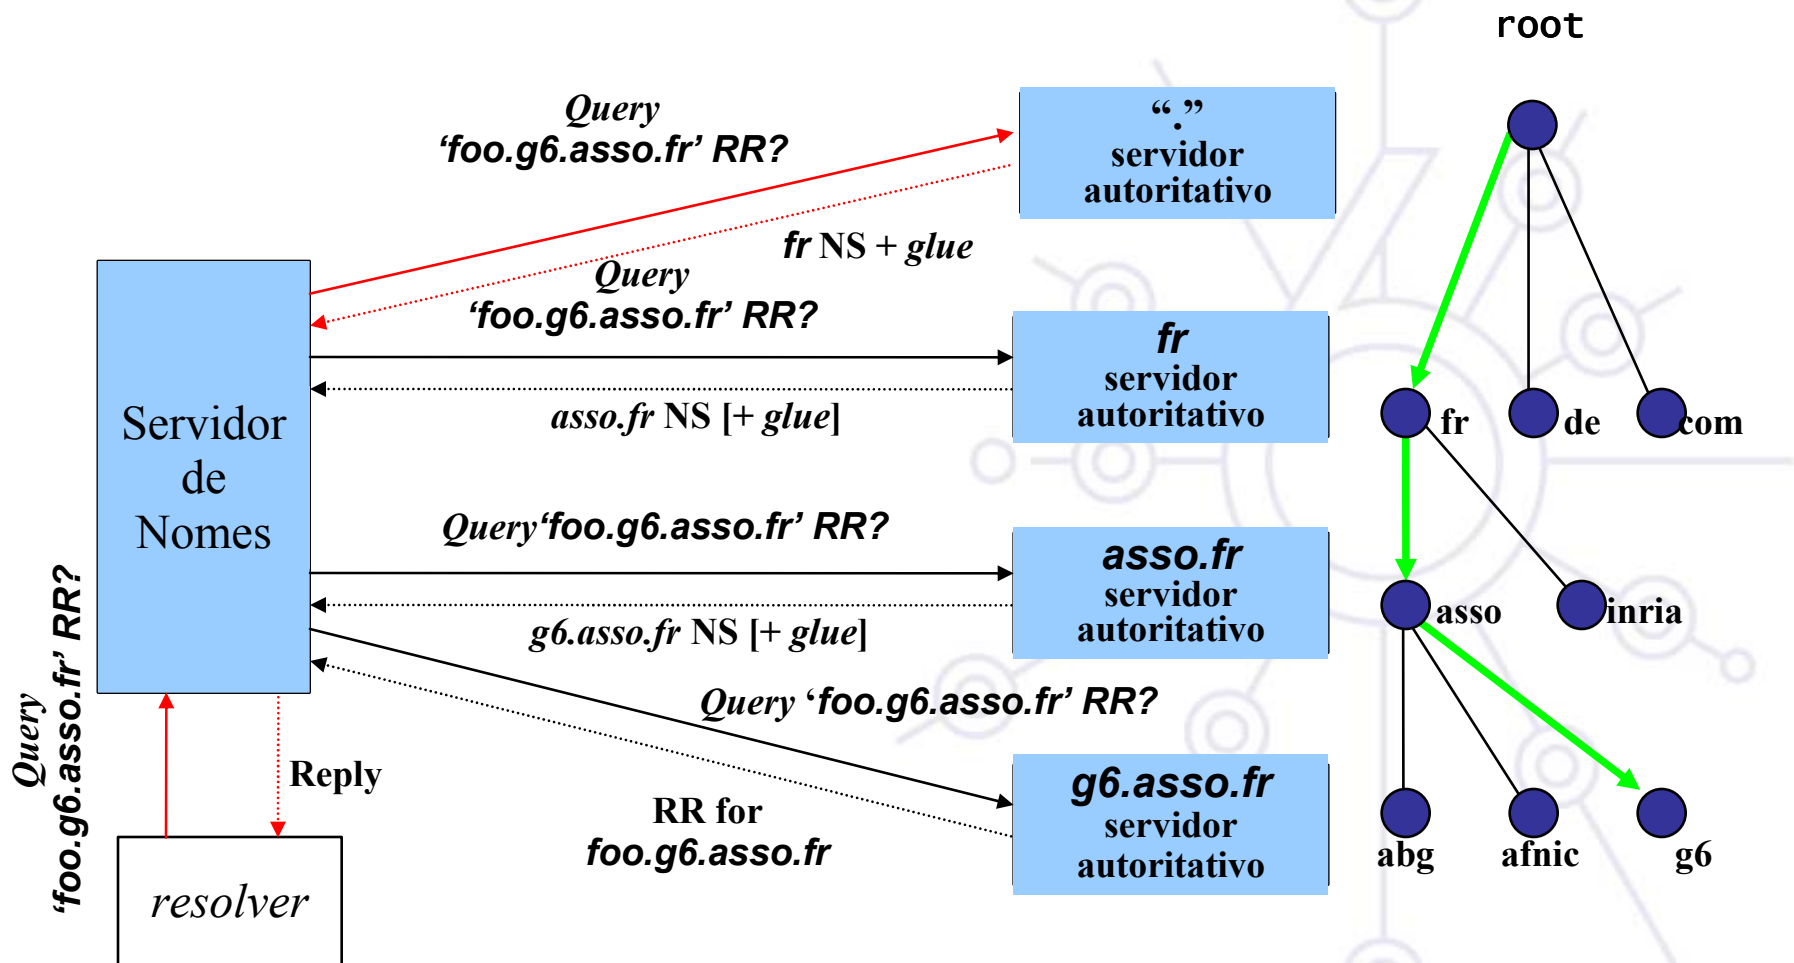 root
Query
‘foo.g6.asso.fr’ RR?
“.”
servidor
autoritativo
fr NS + glue
Query
‘foo.g6.asso.fr’ RR?
fr
servidor
autoritativo
asso.fr NS [+ glue]
fr
de
com
Servidor
de
Nomes
Query‘foo.g6.asso.fr’ RR?
asso.fr
servidor
autoritativo
g6.asso.fr NS [+ glue]
asso
inria
Query ‘foo.g6.asso.fr’ RR?
g6.asso.fr
servidor
autoritativo
RR for
foo.g6.asso.fr
abg
afnic
g6
Query
‘foo.g6.asso.fr’ RR?
Reply
resolver